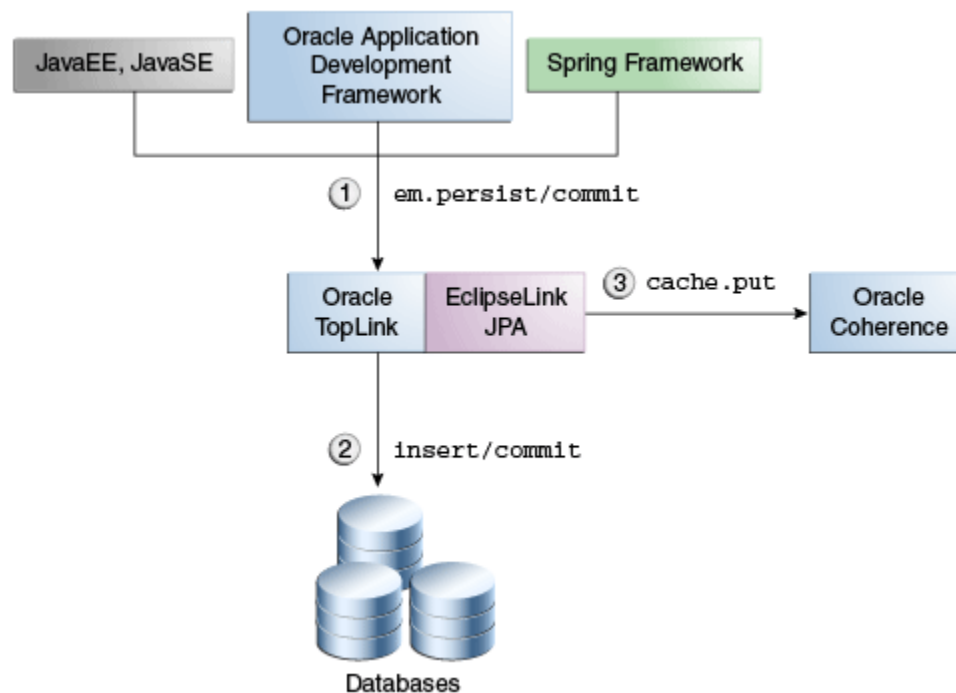 JavaEE, JavaSE
Oracle Application
Development
Framework
Spring Framework
1 em.persist/commit
Oracle
TopLink
EclipseLink
JPA
3 cache.put
Oracle
Coherence
2 insert/commit
Databases